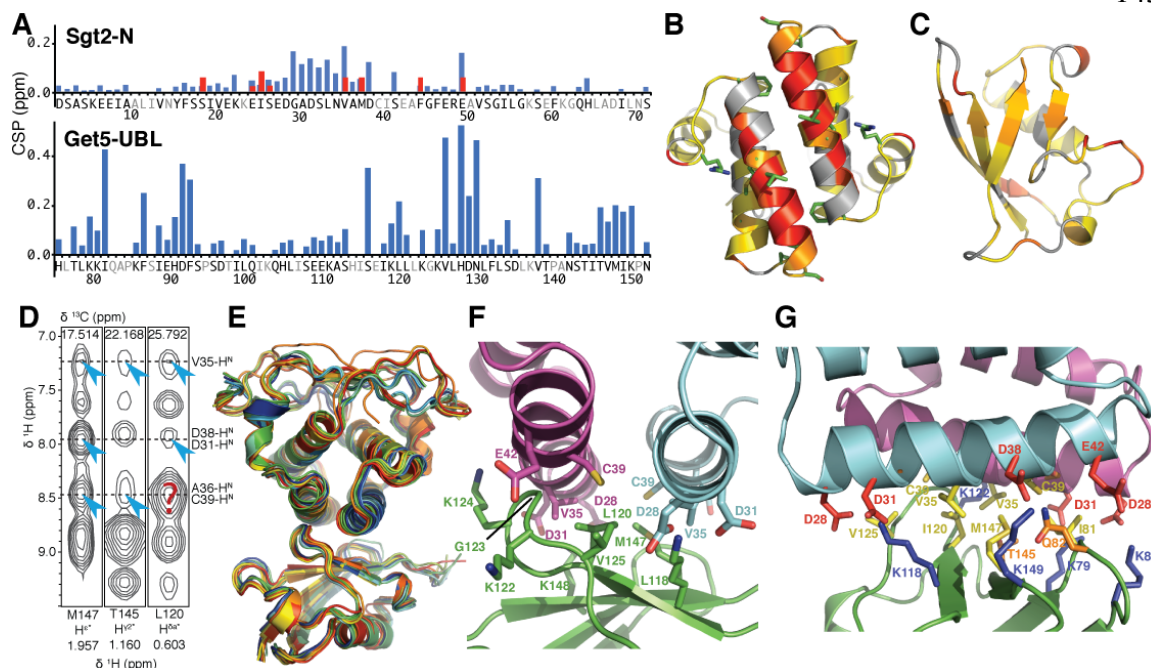 A
Sgt2-N
0.2
0.0
DSASKEEIAALIVNYFSSIVEKKEISEDGADSLNVAMDCISEAFGFEREAVSGILGKSEFKGQHLADILNS
10 20 30 40 50 60 70
CSP (ppm)
Get5-UBL
0.4
0.2
0.0
HLTLKKIQAPKFSIEHDFSPSDTILQIKQHLISEEKASHISEIKLLLKGKVLHDNLFLSDLKVTPANSTITVMIKPN
80 90 100 110 120 130 140 150
B
C
D
δ ¹³C (ppm)
17.514 22.168 25.792
7.0
7.5
8.0
8.5
9.0
δ ¹H (ppm)
V35-Hᴺ
D38-Hᴺ
D31-Hᴺ
A36-Hᴺ
C39-Hᴺ
?
M147 T145 L120
Hᵋ* Hᵞ²* Hᵟᵃ*
1.957 1.160 0.603
δ ¹H (ppm)
E
F
E42
C39
K124
D28
V35
L120
D31
G123
K122
K148
V125
M147
C39
D28
V35
D31
L118
G
D38
E42
D28
D31
C39
V35
K122
V35
C39
D31
D28
V125
I120
M147
I81
T145
Q82
K118
K149
K79
K8